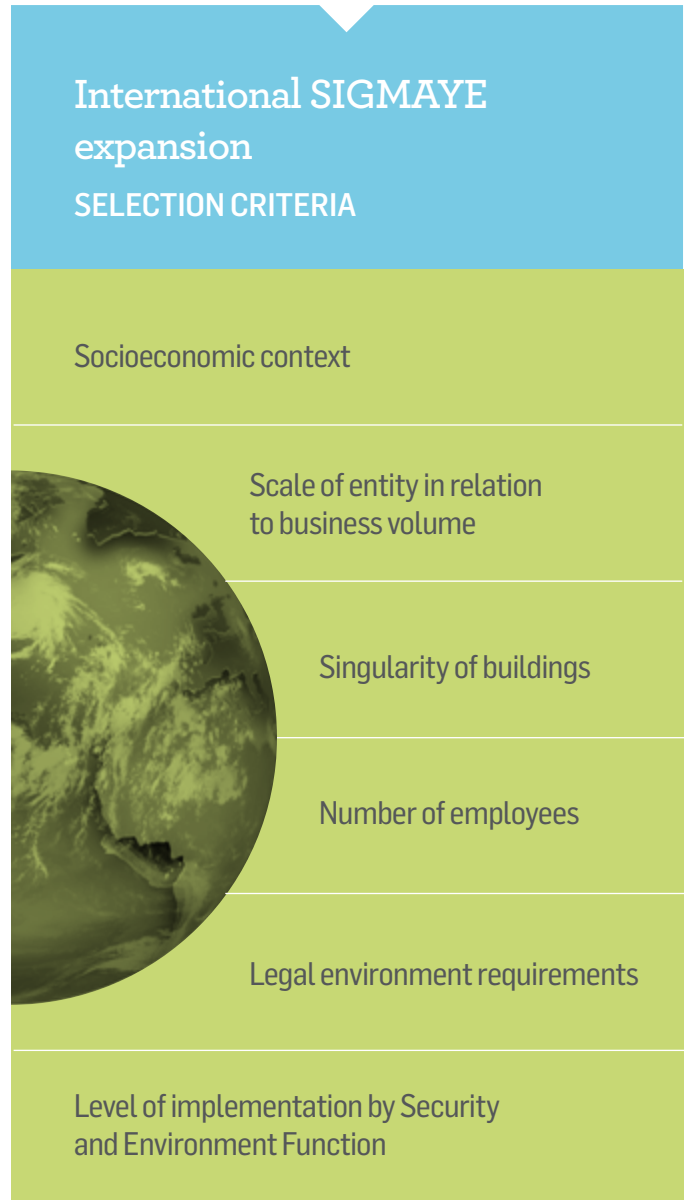 International SIGMAYE
expansion
SELECTION CRITERIA
Socioeconomic context
Scale of entity in relation
to business volume
Singularity of buildings
Number of employees
Legal environment requirements
Level of implementation by Security
and Environment Function